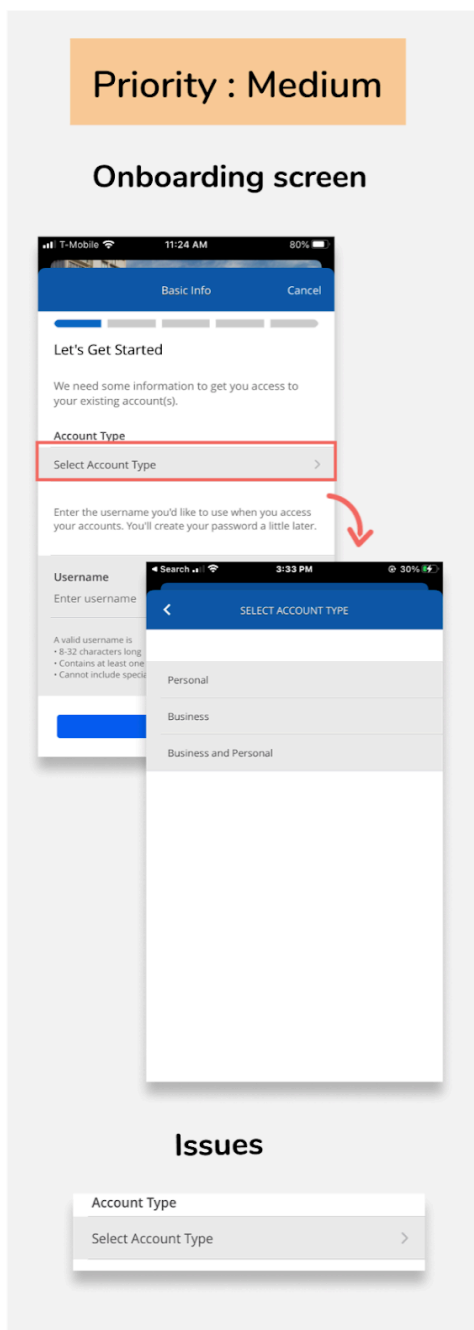 Priority : Medium
Onboarding screen
T-Mobile 11:24 AM 80%
Basic Info Cancel
Let's Get Started
We need some information to get you access to
your existing account(s).
Account Type
Select Account Type
Enter the username you'd like to use when you access
your accounts. You'll create your password a little later.
Username
Enter username
A valid username is
• 8-32 characters long
• Contains at least one
• Cannot include
Search 3:33 PM 30%
SELECT ACCOUNT TYPE
Personal
Business
Business and Personal
Issues
Account Type
Select Account Type